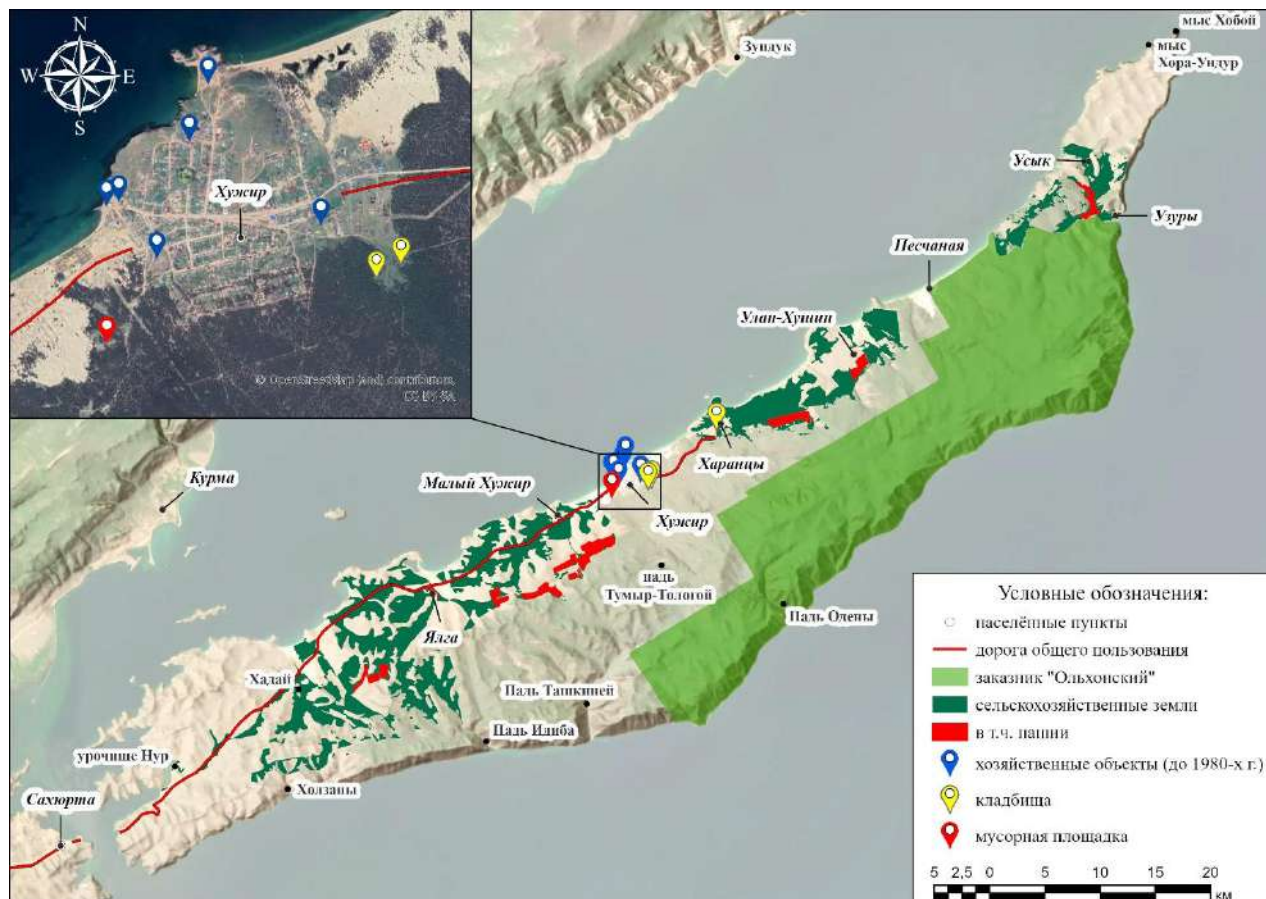 N
W
E
S
Хужир
© OpenStreetMap (and) contributors,
CC-BY-SA
Зундук
мыс Хобой
мыс
Хора-Ундур
Усык
Узуры
Песчаная
Улан-Хушин
Харанцы
Курма
Малый Хужир
Хужир
падь
Тумыр-Тологой
Падь Одены
Ялга
Хадай
Падь Ташкиней
Падь Идиба
урочище Нур
Холзаны
Сахюрта
Условные обозначения:
населённые пункты
дорога общего пользования
заказник "Ольхонский"
сельскохозяйственные земли
в т.ч. пашни
хозяйственные объекты (до 1980-х г.)
кладбища
мусорная площадка
5 2,5 0 5 10 15 20
км